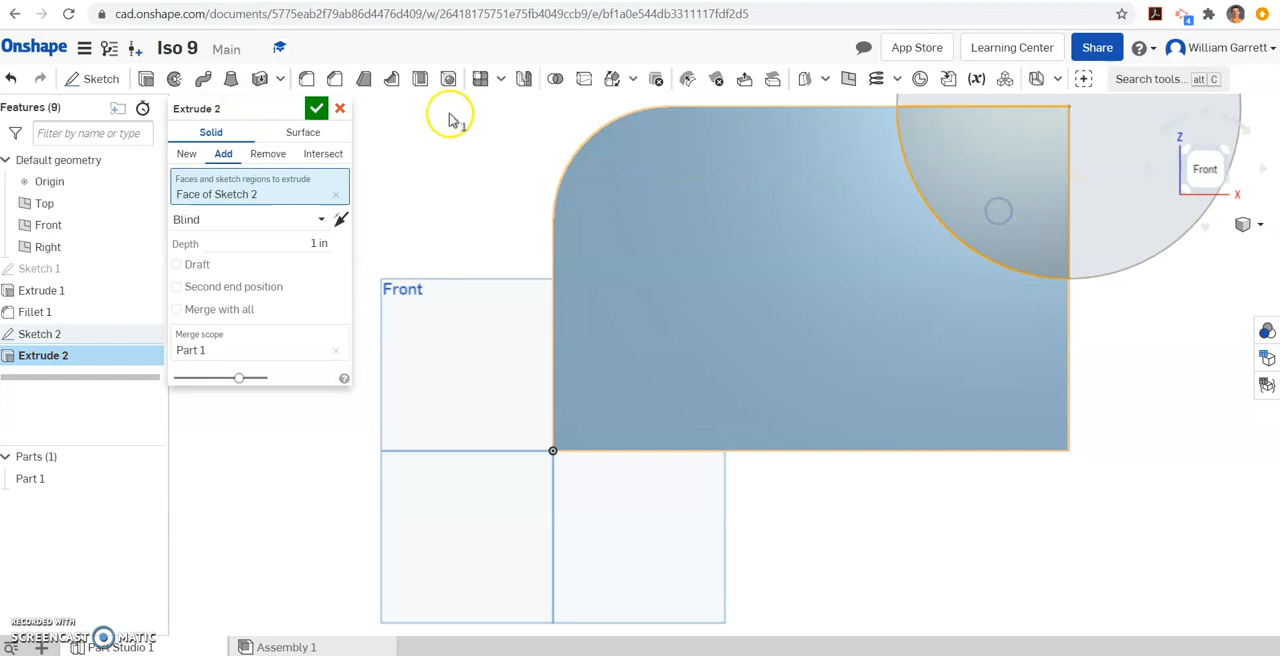 cad.onshape.com/documents/5775eab2f79ab86d4476d409/w/26418175751e75fb4049ccb9/e/bf1a0e544db3311117fdf2d5
4
Onshape
Iso 9
Main
App Store
Learning Center
Share
William Garrett
Sketch
(x)
Search tools... alt C
Features (9)
Filter by name or type
Default geometry
Origin
Top
Front
Right
Sketch 1
Extrude 1
Fillet 1
Sketch 2
Extrude 2
Parts (1)
Part 1
Extrude 2
Solid
Surface
New
Add
Remove
Intersect
Faces and sketch regions to extrude
Face of Sketch 2
Blind
Depth
1 in
Draft
Second end position
Merge with all
Merge scope
Part 1
1
Front
Z
Front
X
RECORDED WITH
SCREENCAST MATIC
Part Studio 1
Assembly 1